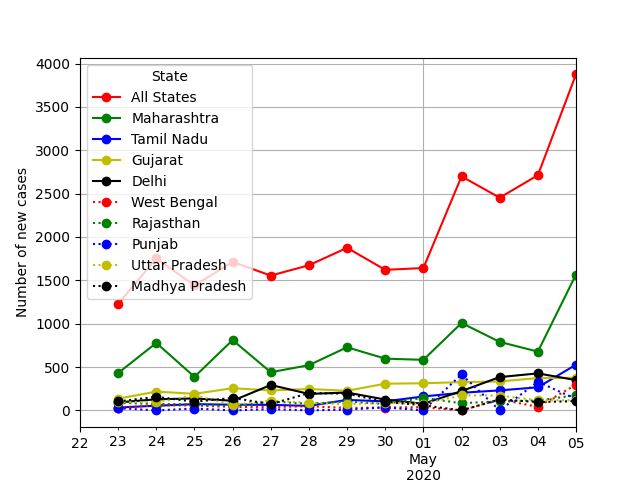 4000
3500
3000
2500
2000
1500
1000
500
0
Number of new cases
State
All States
Maharashtra
Tamil Nadu
Gujarat
Delhi
West Bengal
Rajasthan
Punjab
Uttar Pradesh
Madhya Pradesh
22 23 24 25 26 27 28 29 30 01 02 03 04 05
May
2020